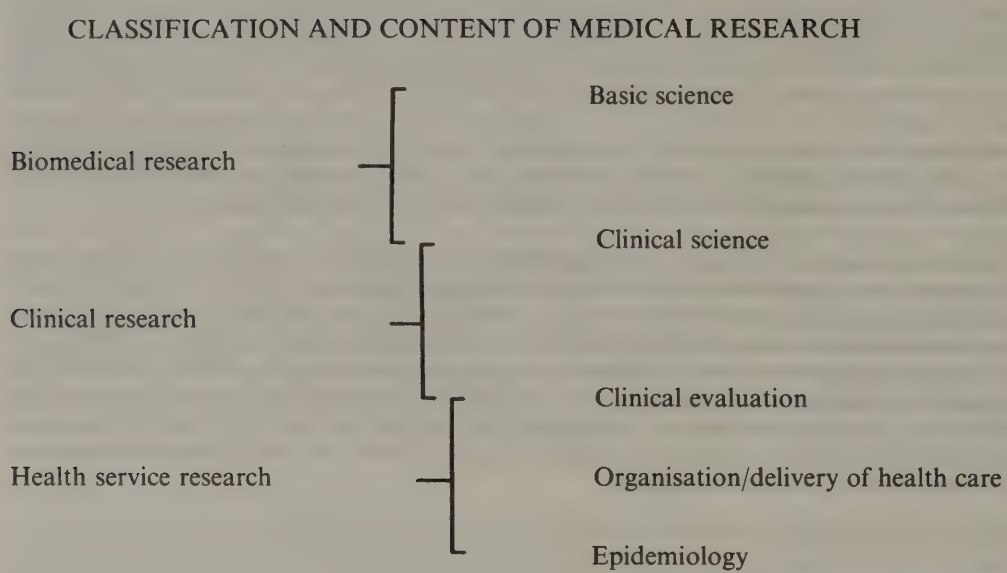 CLASSIFICATION AND CONTENT OF MEDICAL RESEARCH
Basic science
Biomedical research
Clinical science
Clinical research
Clinical evaluation
Health service research
Organisation/delivery of health care
Epidemiology